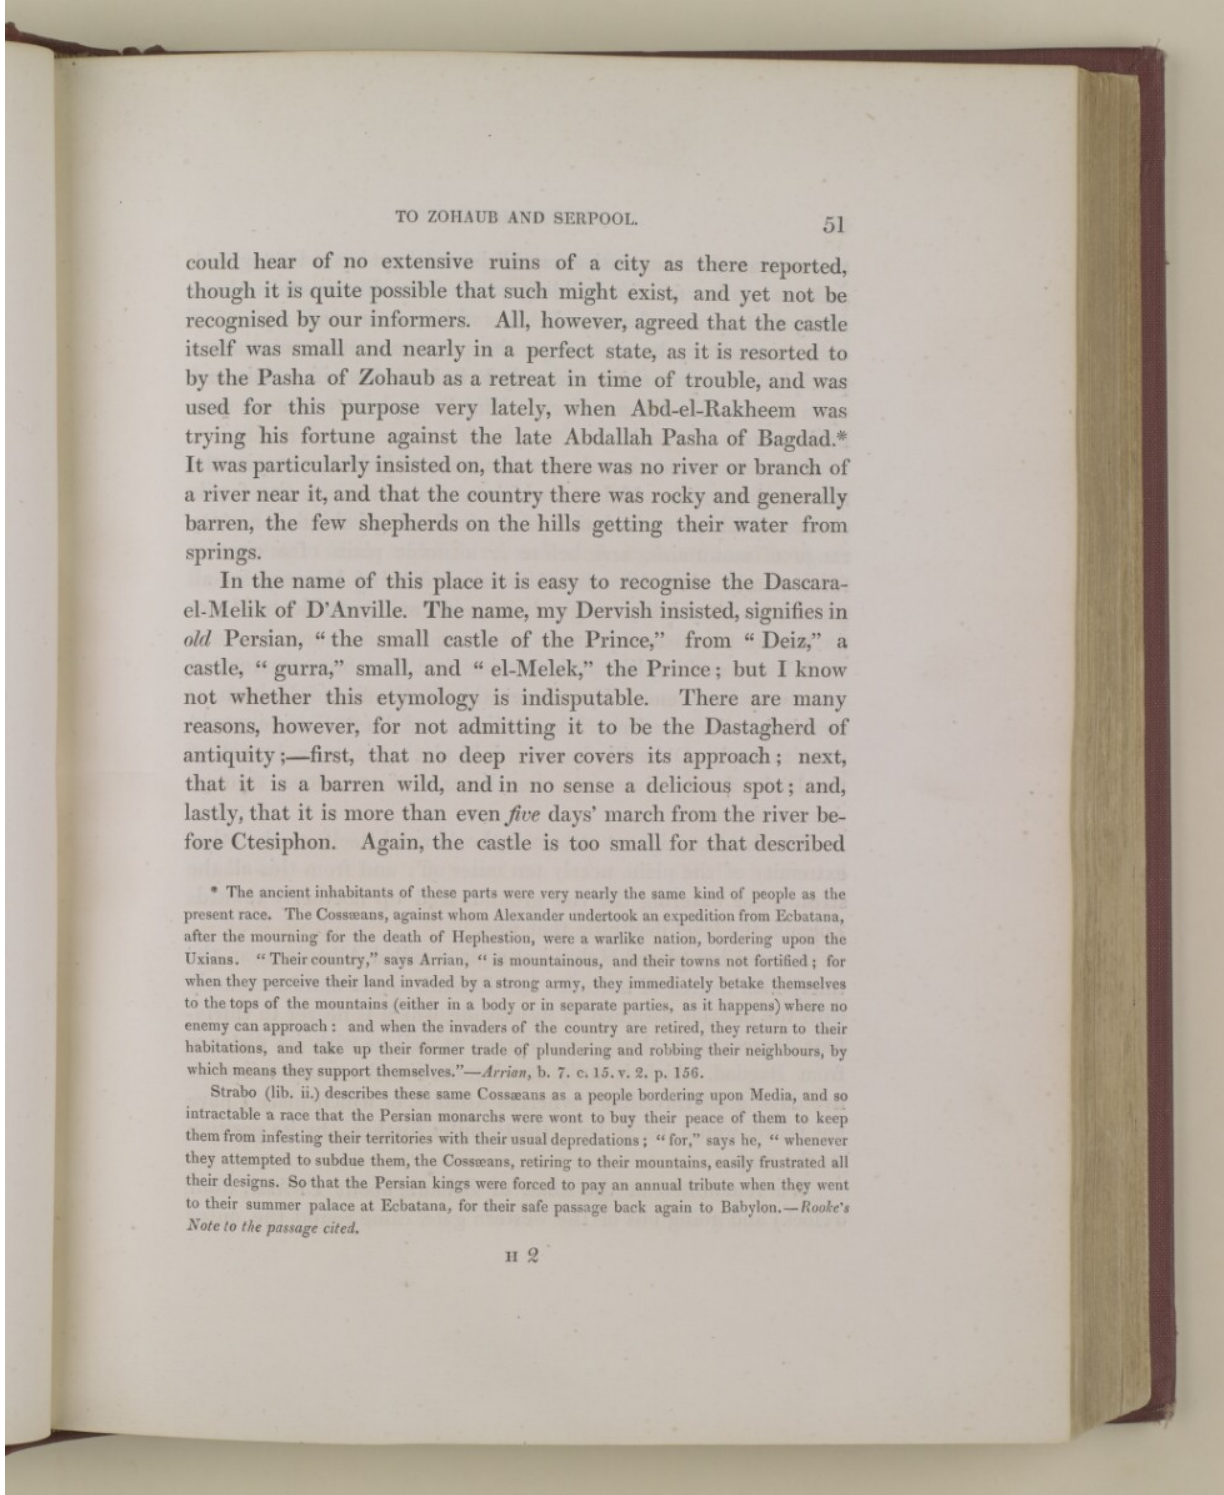 TO ZOHAUB AND SERPOOL. 51
could hear of no extensive ruins of a city as there reported,
though it is quite possible that such might exist, and yet not be
recognised by our informers. All, however, agreed that the castle
itself was small and nearly in a perfect state, as it is resorted to
by the Pasha of Zohaub as a retreat in time of trouble, and was
used for this purpose very lately, when Abd-el-Rakheem was
trying his fortune against the late Abdallah Pasha of Bagdad.*
It was particularly insisted on, that there was no river or branch of
a river near it, and that the country there was rocky and generally
barren, the few shepherds on the hills getting their water from
springs.
In the name of this place it is easy to recognise the Dascara-
el-Melik of D'Anville. The name, my Dervish insisted, signifies in
old Persian, “the small castle of the Prince,” from “Deiz,” a
castle, “gurra,” small, and “el-Melek,” the Prince; but I know
not whether this etymology is indisputable. There are many
reasons, however, for not admitting it to be the Dastagherd of
antiquity;—first, that no deep river covers its approach; next,
that it is a barren wild, and in no sense a delicious spot; and,
lastly, that it is more than even five days' march from the river be-
fore Ctesiphon. Again, the castle is too small for that described
* The ancient inhabitants of these parts were very nearly the same kind of people as the
present race. The Cossæans, against whom Alexander undertook an expedition from Ecbatana,
after the mourning for the death of Hephestion, were a warlike nation, bordering upon the
Uxians. “Their country,” says Arrian, “is mountainous, and their towns not fortified; for
when they perceive their land invaded by a strong army, they immediately betake themselves
to the tops of the mountains (either in a body or in separate parties, as it happens) where no
enemy can approach: and when the invaders of the country are retired, they return to their
habitations, and take up their former trade of plundering and robbing their neighbours, by
which means they support themselves.”—Arrian, b. 7. c. 15. v. 2. p. 156.
Strabo (lib. ii.) describes these same Cossæans as a people bordering upon Media, and so
intractable a race that the Persian monarchs were wont to buy their peace of them to keep
them from infesting their territories with their usual depredations; “for,” says he, “whenever
they attempted to subdue them, the Cossæans, retiring to their mountains, easily frustrated all
their designs. So that the Persian kings were forced to pay an annual tribute when they went
to their summer palace at Ecbatana, for their safe passage back again to Babylon.—Rooke's
Note to the passage cited.
H 2